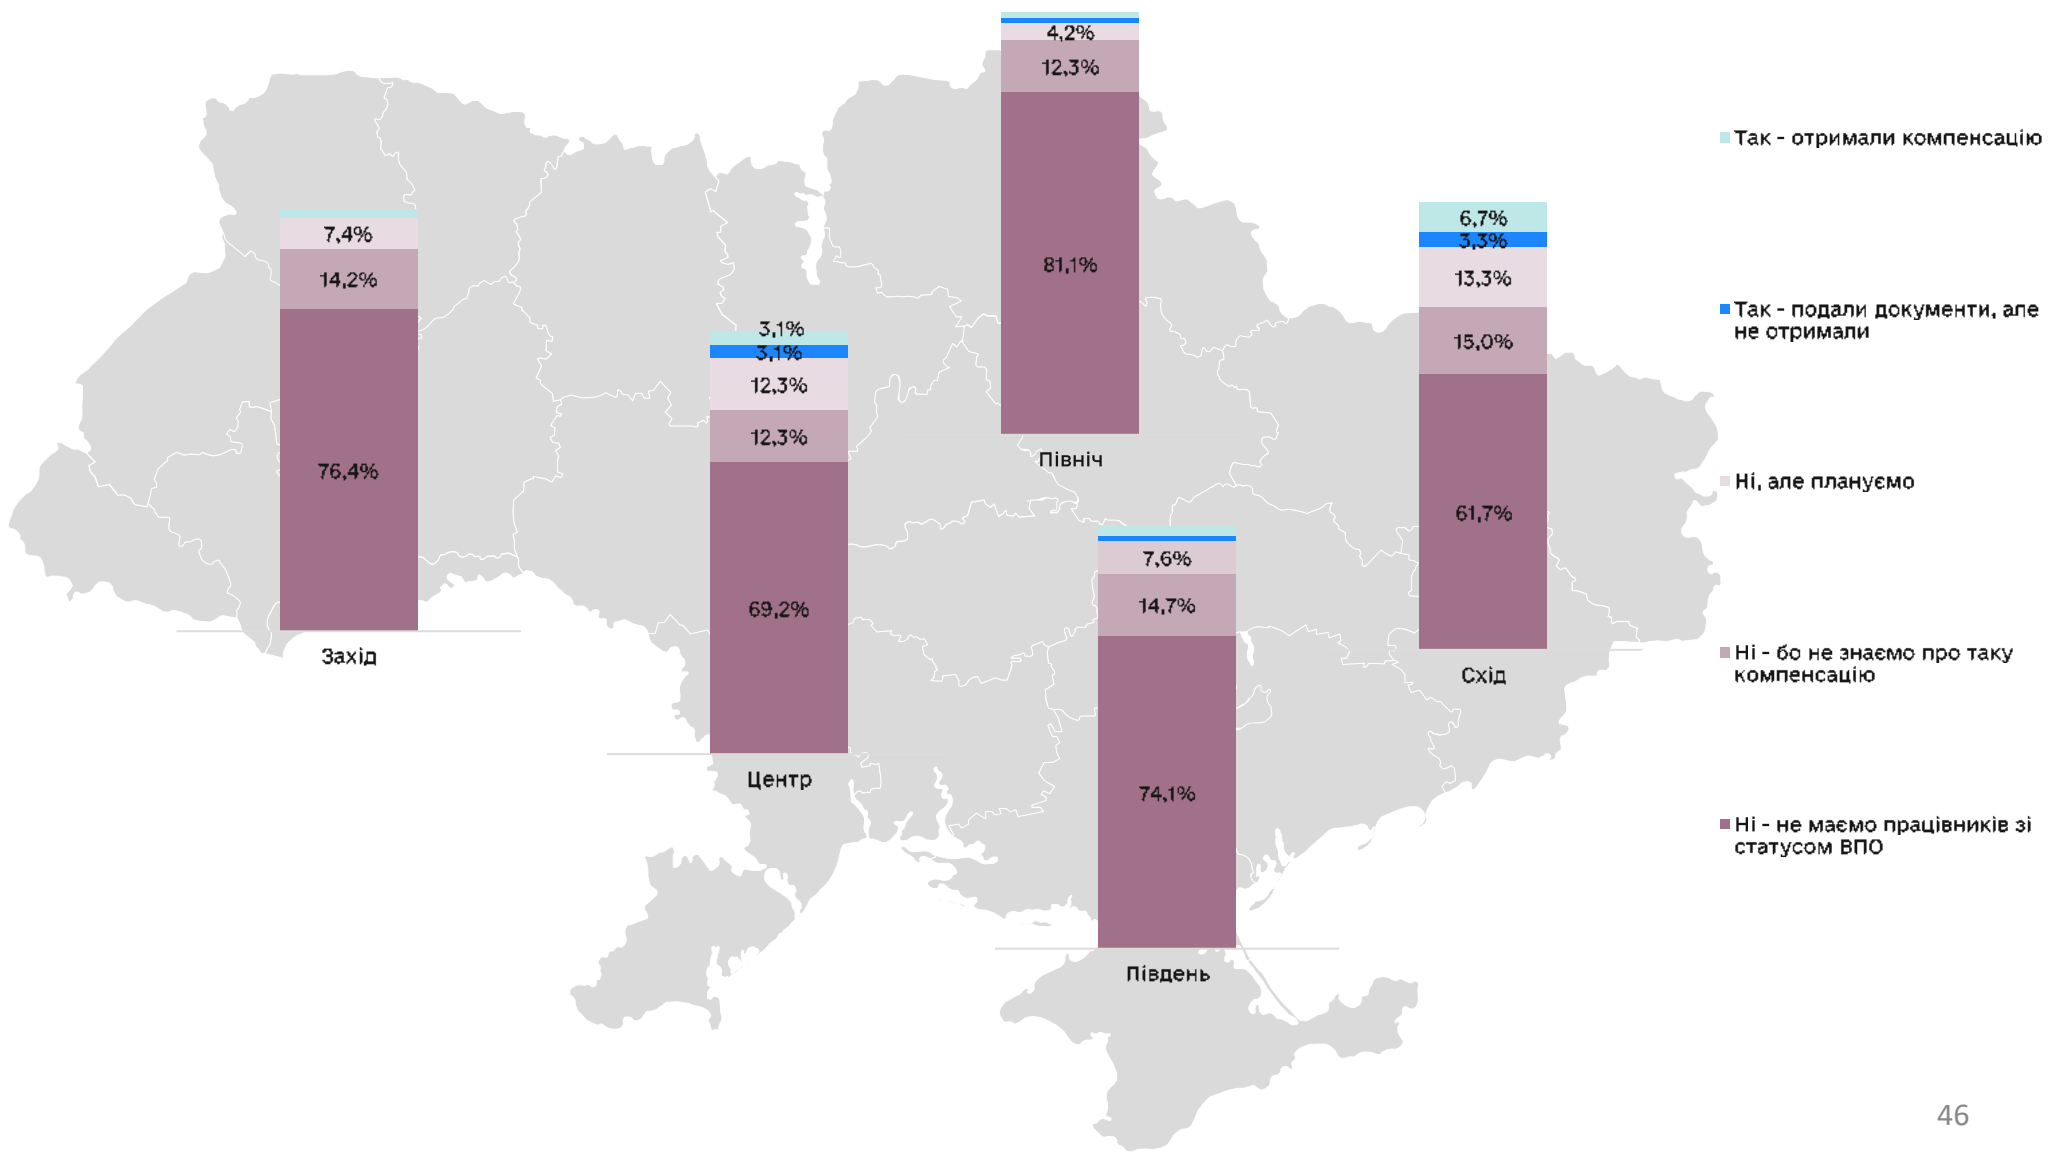 4,2%
12,3%
81,1%
Північ
7,4%
14,2%
76,4%
Захід
3,1%
3,1%
12,3%
12,3%
69,2%
Центр
7,6%
14,7%
74,1%
Південь
6,7%
3,3%
13,3%
15,0%
61,7%
Схід
Так - отримали компенсацію
Так - подали документи, але
не отримали
Ні, але плануємо
Ні - бо не знаємо про таку
компенсацію
Ні - не маємо працівників зі
статусом ВПО
46